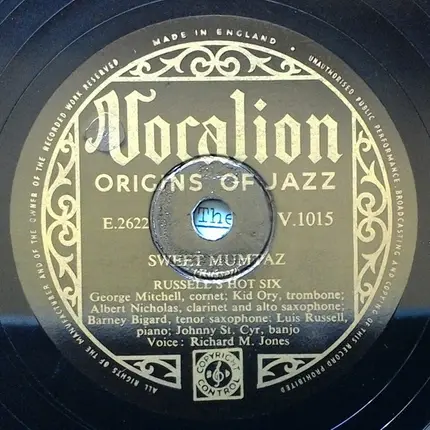 MADE IN ENGLAND
ALL RIGHTS OF THE MANUFACTURER AND OF THE OWNER OF THE RECORDED WORK RESERVED
UNAUTHORISED PUBLIC PERFORMANCE, BROADCASTING AND COPYING OF THIS RECORD PROHIBITED
Vocalion
ORIGINS OF JAZZ
E.2622
The
V.1015
SWEET MUMTAZ
(Russell)
RUSSELL'S HOT SIX
George Mitchell, cornet; Kid Ory, trombone;
Albert Nicholas, clarinet and alto saxophone;
Barney Bigard, tenor saxophone; Luis Russell,
piano; Johnny St. Cyr, banjo
Voice: Richard M. Jones
COPYRIGHT
CONTROL